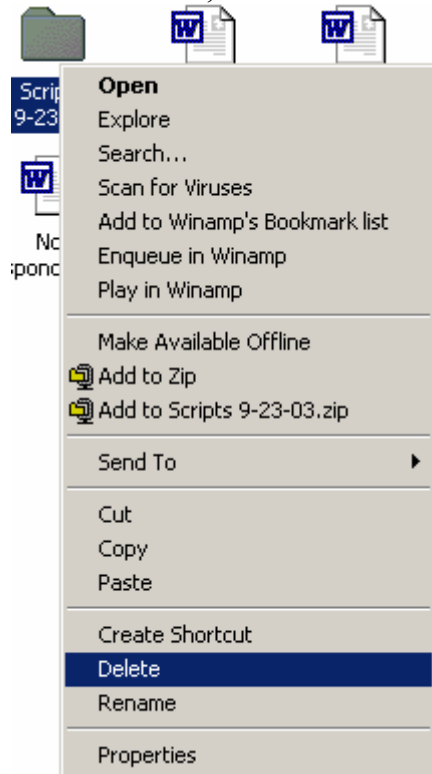 Scrip
9-23
No
spond
Open
Explore
Search...
Scan for Viruses
Add to Winamp's Bookmark list
Enqueue in Winamp
Play in Winamp
Make Available Offline
Add to Zip
Add to Scripts 9-23-03.zip
Send To
Cut
Copy
Paste
Create Shortcut
Delete
Rename
Properties